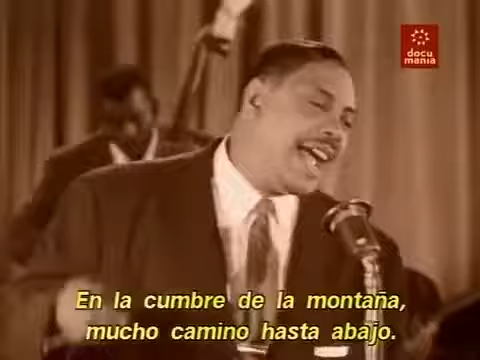 docu
mania
En la cumbre de la montaña,
mucho camino hasta abajo.